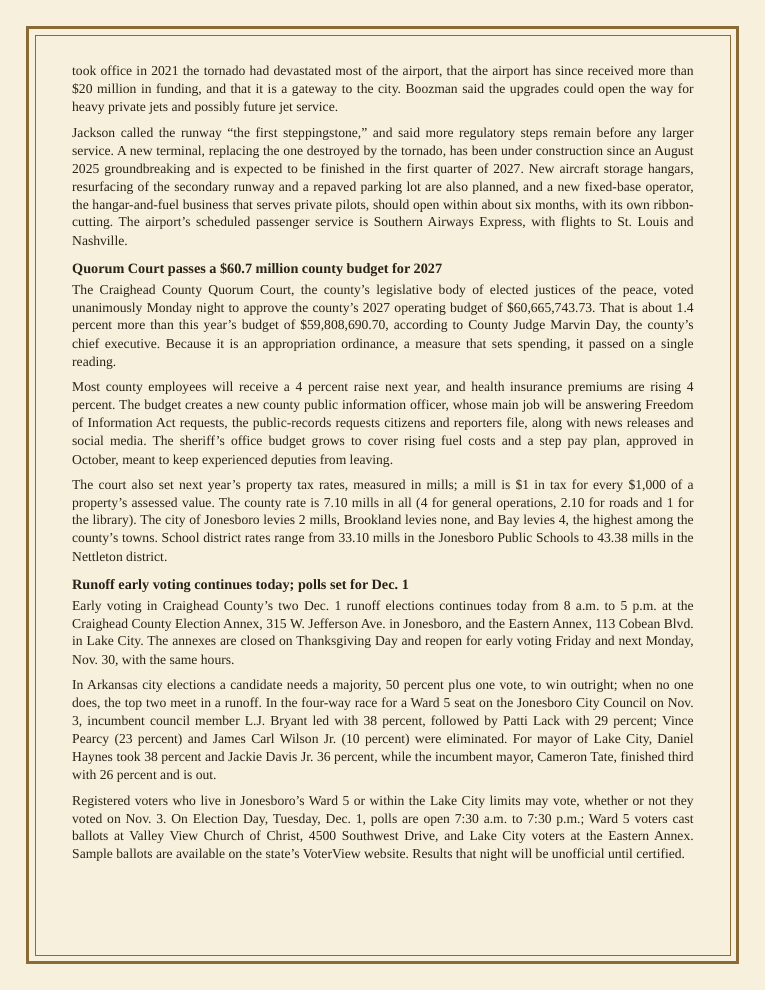 took office in 2021 the tornado had devastated most of the airport, that the airport has since received more than
$20 million in funding, and that it is a gateway to the city. Boozman said the upgrades could open the way for
heavy private jets and possibly future jet service.
Jackson called the runway “the first steppingstone,” and said more regulatory steps remain before any larger
service. A new terminal, replacing the one destroyed by the tornado, has been under construction since an August
2025 groundbreaking and is expected to be finished in the first quarter of 2027. New aircraft storage hangars,
resurfacing of the secondary runway and a repaved parking lot are also planned, and a new fixed-base operator,
the hangar-and-fuel business that serves private pilots, should open within about six months, with its own ribbon-
cutting. The airport’s scheduled passenger service is Southern Airways Express, with flights to St. Louis and
Nashville.
Quorum Court passes a $60.7 million county budget for 2027
The Craighead County Quorum Court, the county’s legislative body of elected justices of the peace, voted
unanimously Monday night to approve the county’s 2027 operating budget of $60,665,743.73. That is about 1.4
percent more than this year’s budget of $59,808,690.70, according to County Judge Marvin Day, the county’s
chief executive. Because it is an appropriation ordinance, a measure that sets spending, it passed on a single
reading.
Most county employees will receive a 4 percent raise next year, and health insurance premiums are rising 4
percent. The budget creates a new county public information officer, whose main job will be answering Freedom
of Information Act requests, the public-records requests citizens and reporters file, along with news releases and
social media. The sheriff’s office budget grows to cover rising fuel costs and a step pay plan, approved in
October, meant to keep experienced deputies from leaving.
The court also set next year’s property tax rates, measured in mills; a mill is $1 in tax for every $1,000 of a
property’s assessed value. The county rate is 7.10 mills in all (4 for general operations, 2.10 for roads and 1 for
the library). The city of Jonesboro levies 2 mills, Brookland levies none, and Bay levies 4, the highest among the
county’s towns. School district rates range from 33.10 mills in the Jonesboro Public Schools to 43.38 mills in the
Nettleton district.
Runoff early voting continues today; polls set for Dec. 1
Early voting in Craighead County’s two Dec. 1 runoff elections continues today from 8 a.m. to 5 p.m. at the
Craighead County Election Annex, 315 W. Jefferson Ave. in Jonesboro, and the Eastern Annex, 113 Cobean Blvd.
in Lake City. The annexes are closed on Thanksgiving Day and reopen for early voting Friday and next Monday,
Nov. 30, with the same hours.
In Arkansas city elections a candidate needs a majority, 50 percent plus one vote, to win outright; when no one
does, the top two meet in a runoff. In the four-way race for a Ward 5 seat on the Jonesboro City Council on Nov.
3, incumbent council member L.J. Bryant led with 38 percent, followed by Patti Lack with 29 percent; Vince
Pearcy (23 percent) and James Carl Wilson Jr. (10 percent) were eliminated. For mayor of Lake City, Daniel
Haynes took 38 percent and Jackie Davis Jr. 36 percent, while the incumbent mayor, Cameron Tate, finished third
with 26 percent and is out.
Registered voters who live in Jonesboro’s Ward 5 or within the Lake City limits may vote, whether or not they
voted on Nov. 3. On Election Day, Tuesday, Dec. 1, polls are open 7:30 a.m. to 7:30 p.m.; Ward 5 voters cast
ballots at Valley View Church of Christ, 4500 Southwest Drive, and Lake City voters at the Eastern Annex.
Sample ballots are available on the state’s VoterView website. Results that night will be unofficial until certified.